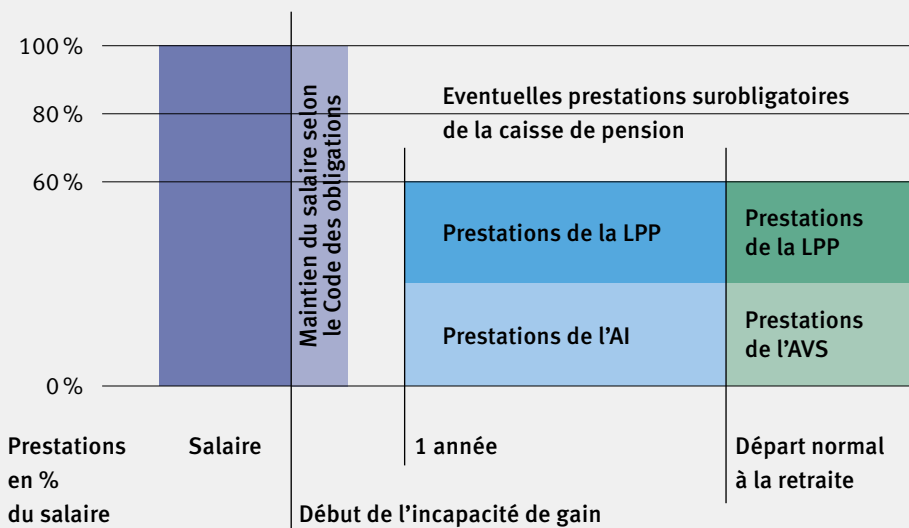 100 %
80 %
60 %
0 %
Maintien du salaire selon
le Code des obligations
Eventuelles prestations surobligatoires
de la caisse de pension
Prestations de la LPP
Prestations
de la LPP
Prestations de l’AI
Prestations
de l’AVS
Prestations
en %
du salaire
Salaire
1 année
Départ normal
à la retraite
Début de l’incapacité de gain